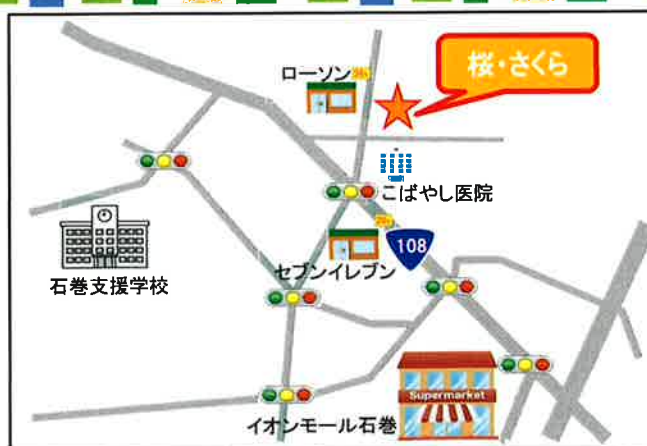 ローソン
桜・さくら
こばやし医院
108
セブンイレブン
石巻支援学校
Supermarket
イオンモール石巻